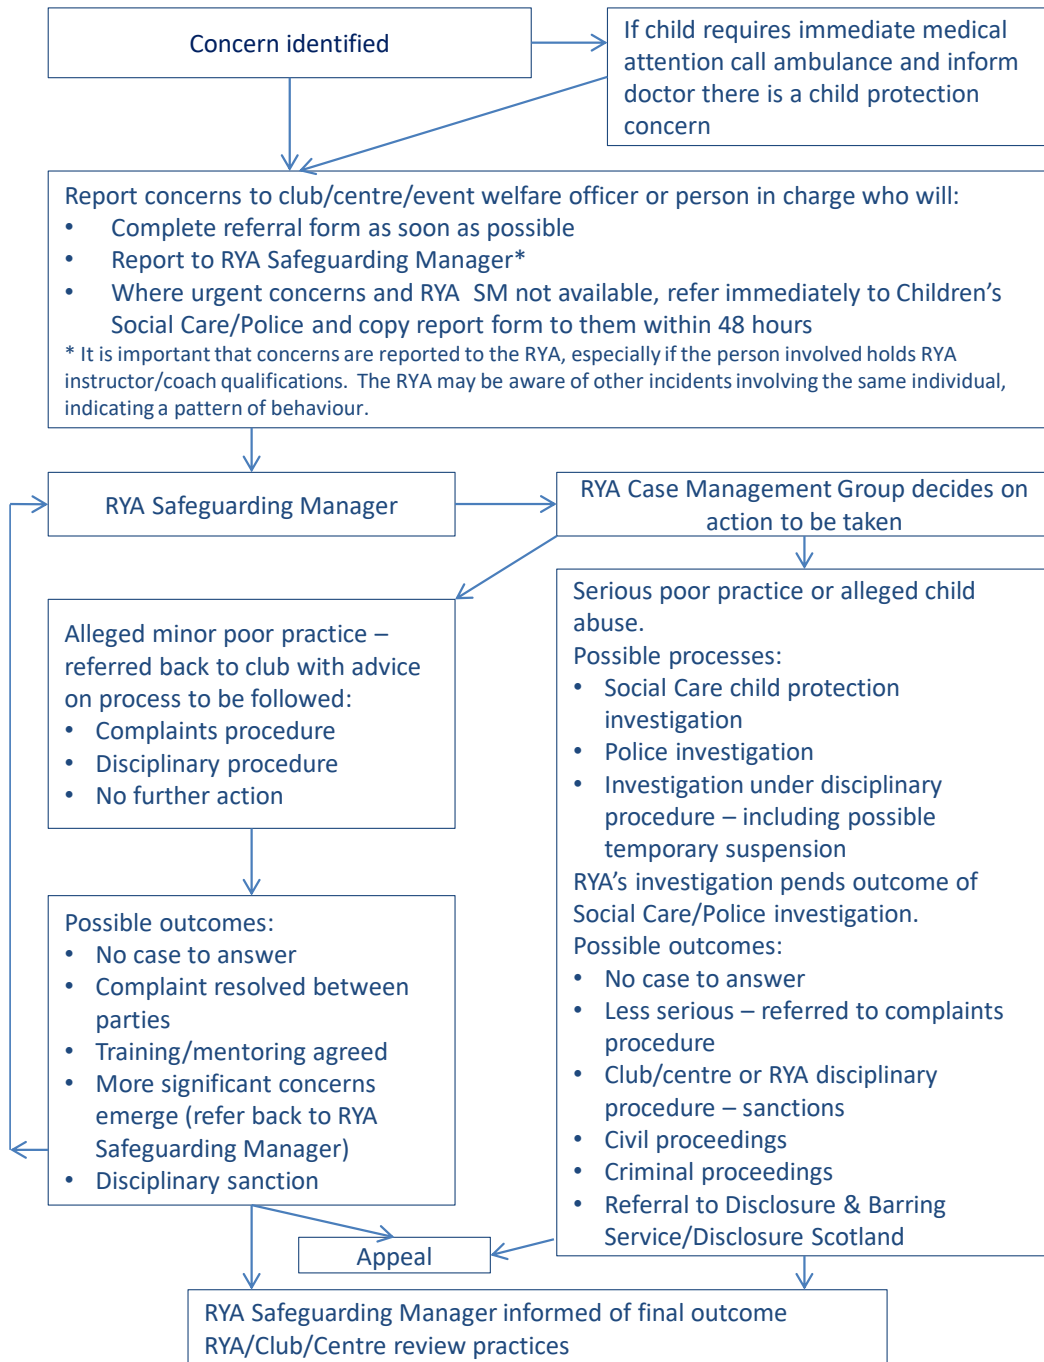 Concern identified
If child requires immediate medical
attention call ambulance and inform
doctor there is a child protection
concern
Report concerns to club/centre/event welfare officer or person in charge who will:
• Complete referral form as soon as possible
• Report to RYA Safeguarding Manager*
• Where urgent concerns and RYA SM not available, refer immediately to Children's
Social Care/Police and copy report form to them within 48 hours
* It is important that concerns are reported to the RYA, especially if the person involved holds RYA
instructor/coach qualifications. The RYA may be aware of other incidents involving the same individual,
indicating a pattern of behaviour.
RYA Safeguarding Manager
RYA Case Management Group decides on
action to be taken
Alleged minor poor practice –
referred back to club with advice
on process to be followed:
• Complaints procedure
• Disciplinary procedure
• No further action
Serious poor practice or alleged child
abuse.
Possible processes:
• Social Care child protection
investigation
• Police investigation
• Investigation under disciplinary
procedure – including possible
temporary suspension
RYA's investigation pends outcome of
Social Care/Police investigation.
Possible outcomes:
• No case to answer
• Less serious – referred to complaints
procedure
• Club/centre or RYA disciplinary
procedure – sanctions
• Civil proceedings
• Criminal proceedings
• Referral to Disclosure & Barring
Service/Disclosure Scotland
Possible outcomes:
• No case to answer
• Complaint resolved between
parties
• Training/mentoring agreed
• More significant concerns
emerge (refer back to RYA
Safeguarding Manager)
• Disciplinary sanction
Appeal
RYA Safeguarding Manager informed of final outcome
RYA/Club/Centre review practices